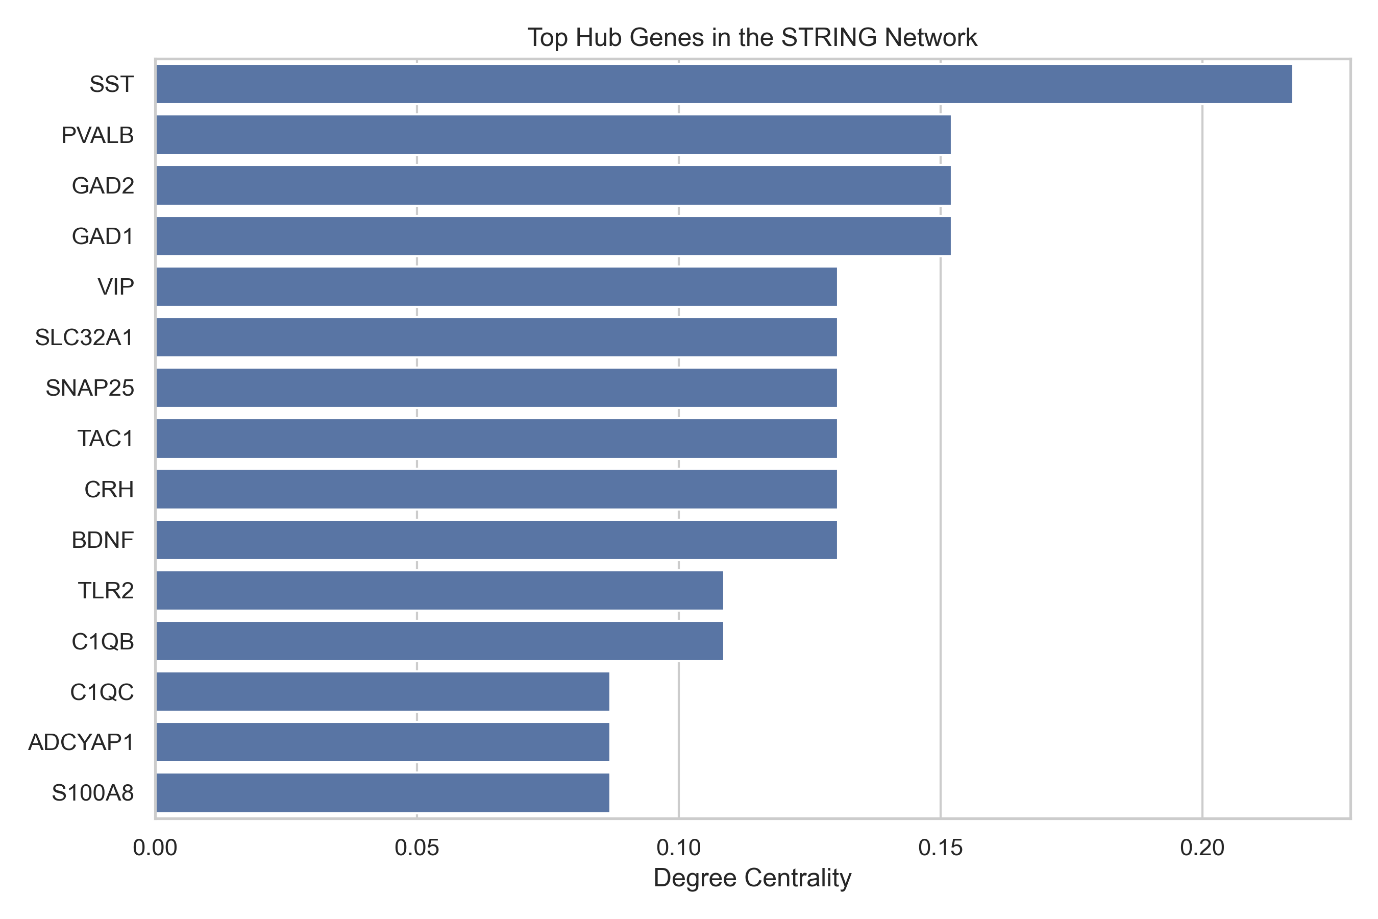 Top Hub Genes in the STRING Network
SST
PVALB
GAD2
GAD1
VIP
SLC32A1
SNAP25
TAC1
CRH
BDNF
TLR2
C1QB
C1QC
ADCYAP1
S100A8
0.00 0.05 0.10 0.15 0.20
Degree Centrality